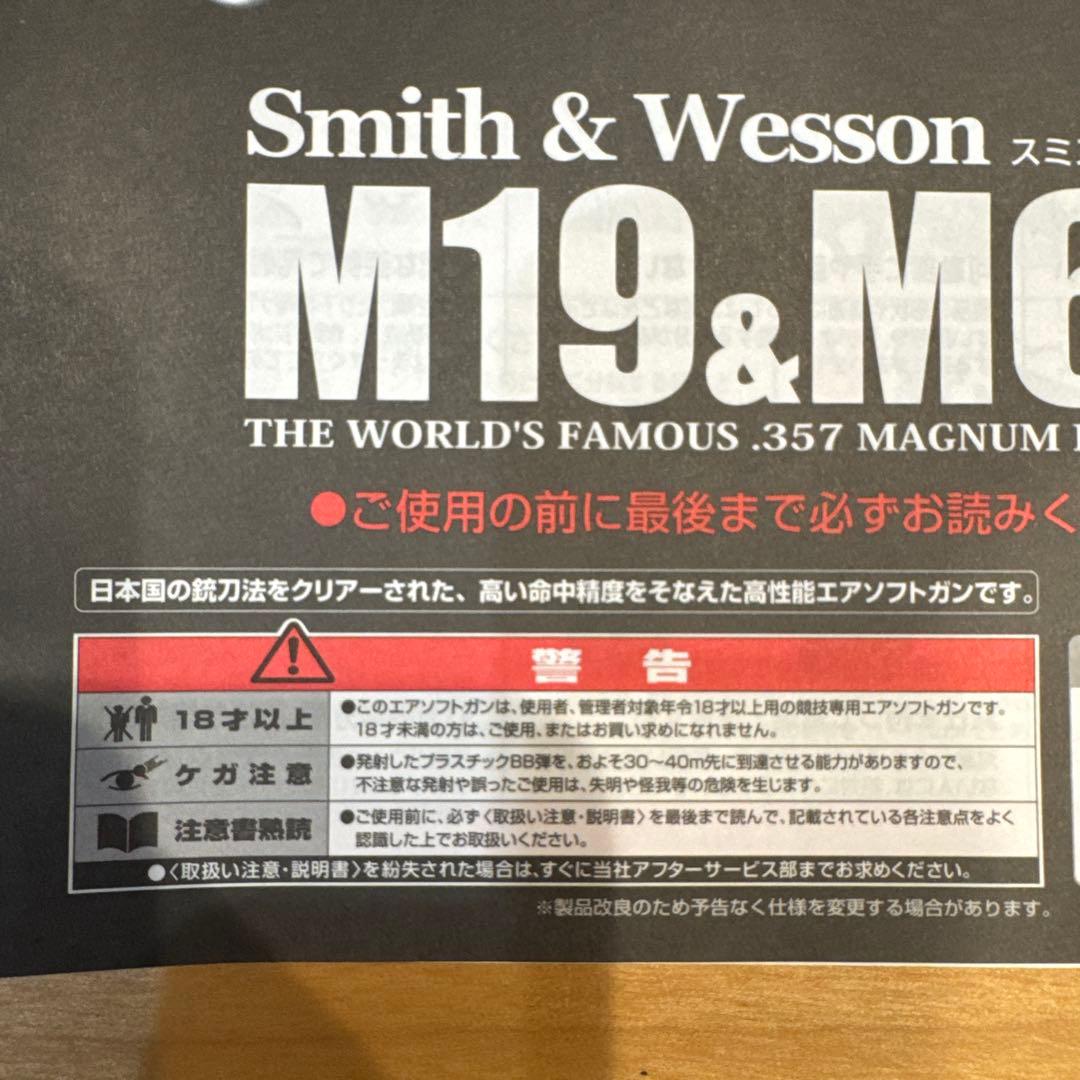 Smith & Wesson スミス
M19&M6
THE WORLD'S FAMOUS .357 MAGNUM
●ご使用の前に最後まで必ずお読みく
日本国の銃刀法をクリアーされた、高い命中精度をそなえた高性能エアソフトガンです。
警告
18才以上
●このエアソフトガンは、使用者、管理者対象年令18才以上用の競技専用エアソフトガンです。
18才未満の方は、ご使用、またはお買い求めになれません。
ケガ注意
●発射したプラスチックBB弾を、およそ30〜40m先に到達させる能力がありますので、
不注意な発射や誤ったご使用は、失明や怪我等の危険を生じます。
注意書熟読
●ご使用前に、必ず〈取扱い注意・説明書〉を最後まで読んで、記載されている各注意点をよく
認識した上でお取扱いください。
●〈取扱い注意・説明書〉を紛失された場合は、すぐに当社アフターサービス部までお求めください。
※製品改良のため予告なく仕様を変更する場合があります。